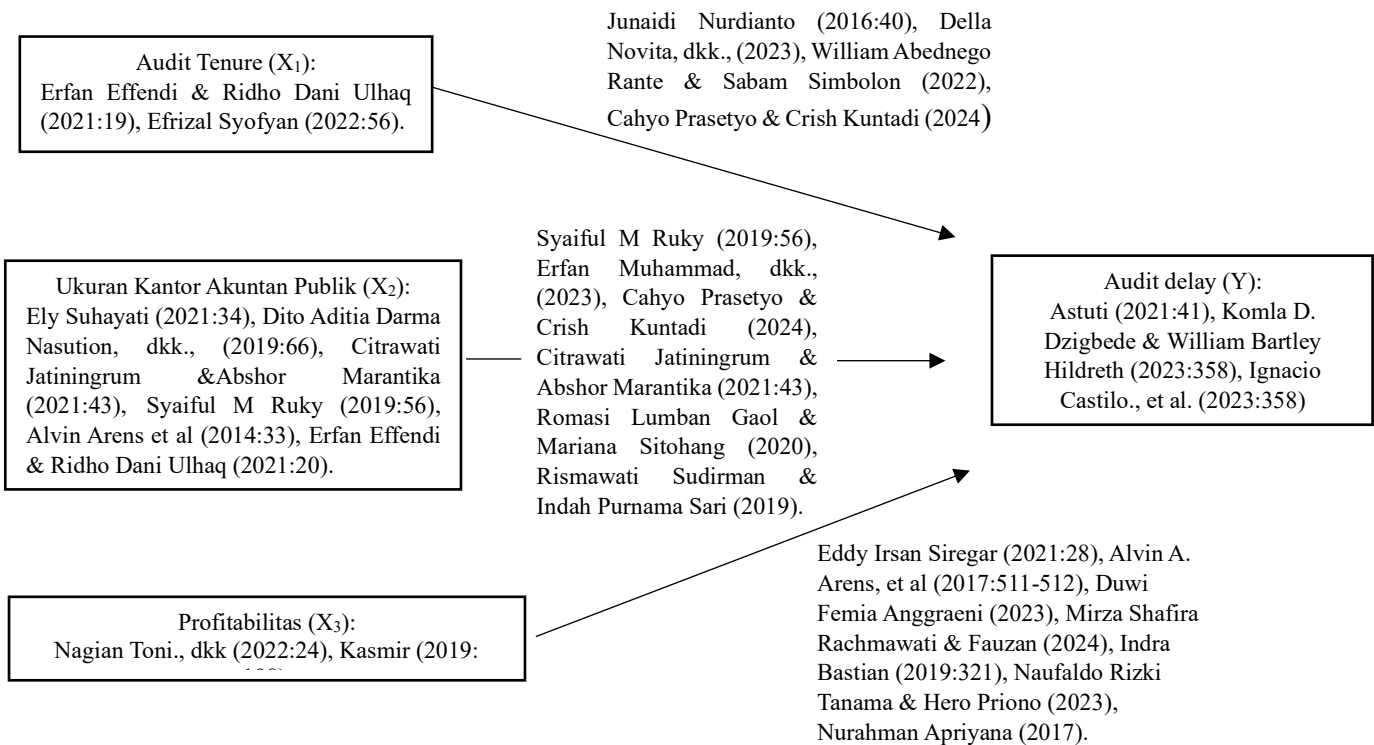 Junaidi Nurdianto (2016:40), Della
Novita, dkk., (2023), William Abednego
Rante & Sabam Simbolon (2022),
Cahyo Prasetyo & Crish Kuntadi (2024)
Audit Tenure (X₁):
Erfan Effendi & Ridho Dani Ulhaq
(2021:19), Efrizal Syofyan (2022:56).
Ukuran Kantor Akuntan Publik (X₂):
Ely Suhayati (2021:34), Dito Aditia Darma
Nasution, dkk., (2019:66), Citrawati
Jatiningrum &Abshor Marantika
(2021:43), Syaiful M Ruky (2019:56),
Alvin Arens et al (2014:33), Erfan Effendi
& Ridho Dani Ulhaq (2021:20).
Syaiful M Ruky (2019:56),
Erfan Muhammad, dkk.,
(2023), Cahyo Prasetyo &
Crish Kuntadi (2024),
Citrawati Jatiningrum &
Abshor Marantika (2021:43),
Romasi Lumban Gaol &
Mariana Sitohang (2020),
Rismawati Sudirman &
Indah Purnama Sari (2019).
Audit delay (Y):
Astuti (2021:41), Komla D.
Dzigbede & William Bartley
Hildreth (2023:358), Ignacio
Castilo., et al. (2023:358)
Profitabilitas (X₃):
Nagian Toni., dkk (2022:24), Kasmir (2019:
Eddy Irsan Siregar (2021:28), Alvin A.
Arens, et al (2017:511-512), Duwi
Femia Anggraeni (2023), Mirza Shafira
Rachmawati & Fauzan (2024), Indra
Bastian (2019:321), Naufaldo Rizki
Tanama & Hero Priono (2023),
Nurahman Apriyana (2017).